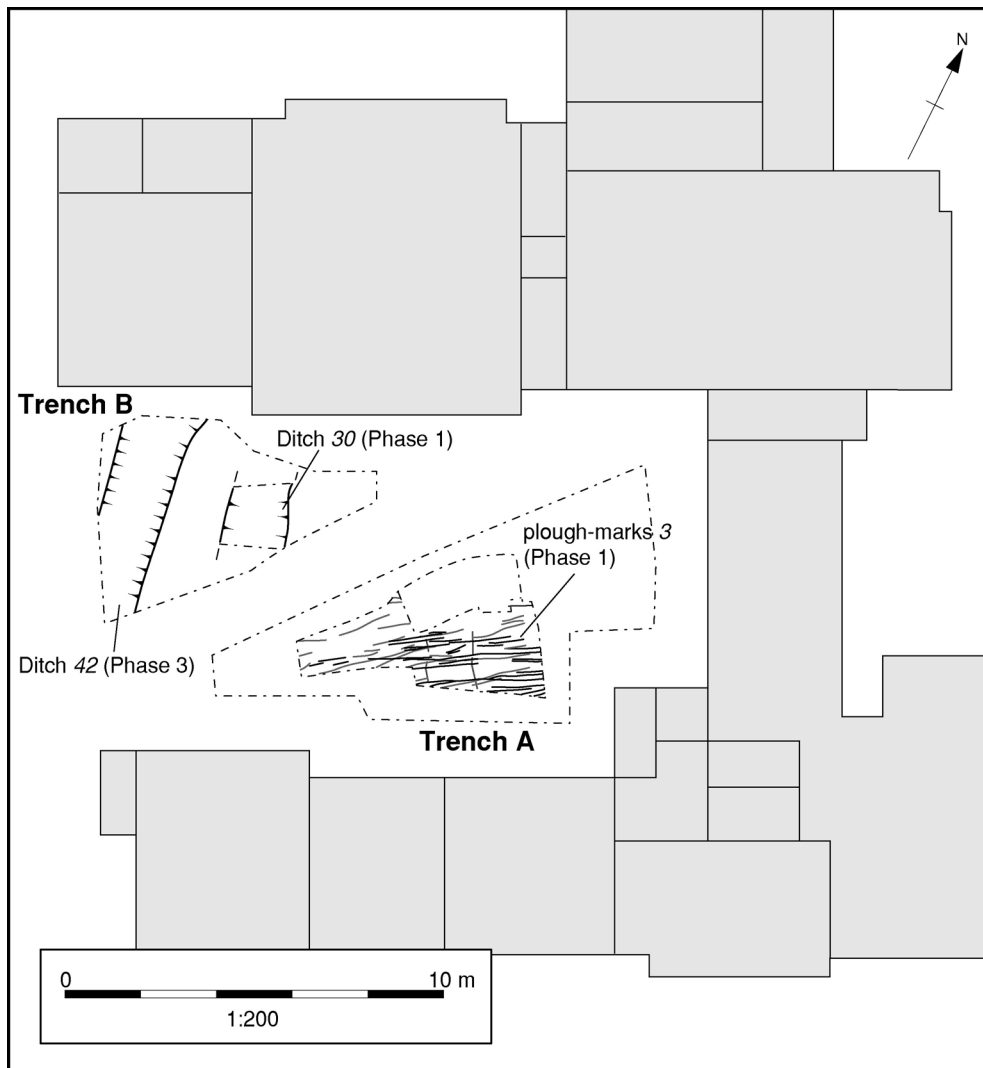 N
Trench B
Ditch 30 (Phase 1)
plough-marks 3
(Phase 1)
Ditch 42 (Phase 3)
Trench A
0 10 m
1:200